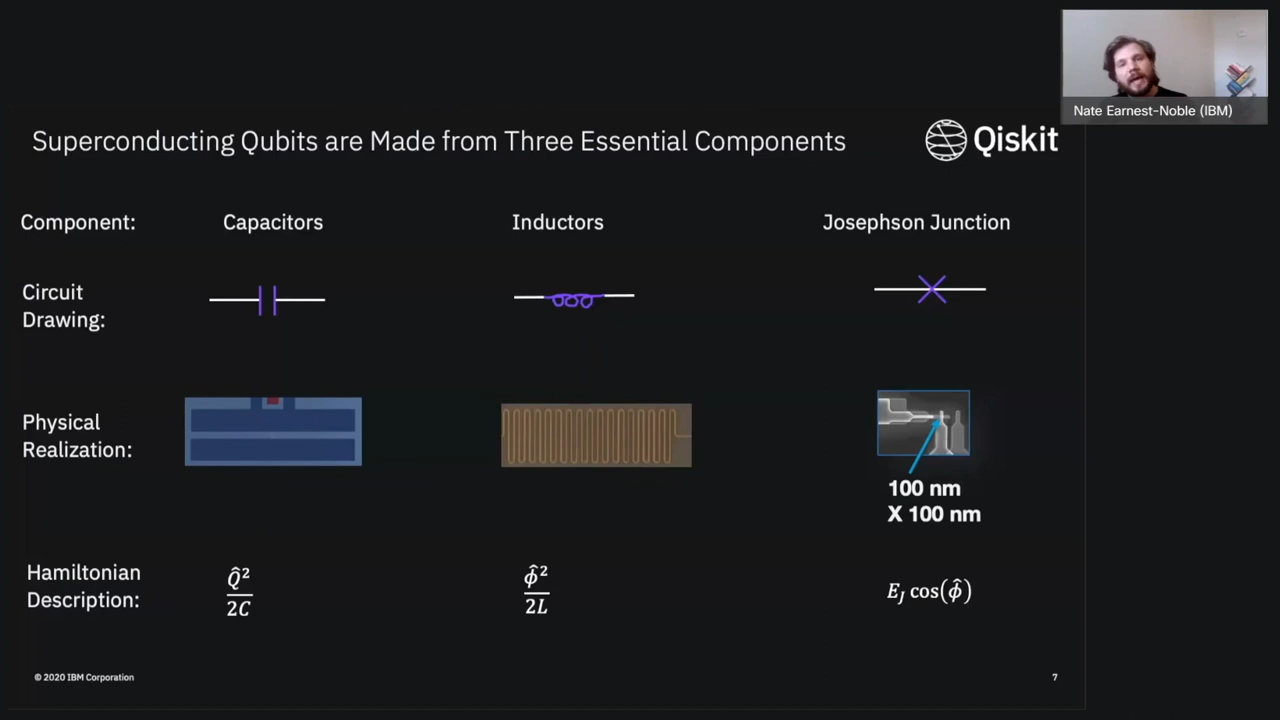 Nate Earnest-Noble (IBM)
Superconducting Qubits are Made from Three Essential Components
Qiskit
Component:
Capacitors
Inductors
Josephson Junction
Circuit
Drawing:
Physical
Realization:
100 nm
X 100 nm
Hamiltonian
Description:
Q̂²
2C
ϕ̂²
2L
E_J cos(ϕ̂)
© 2020 IBM Corporation
7